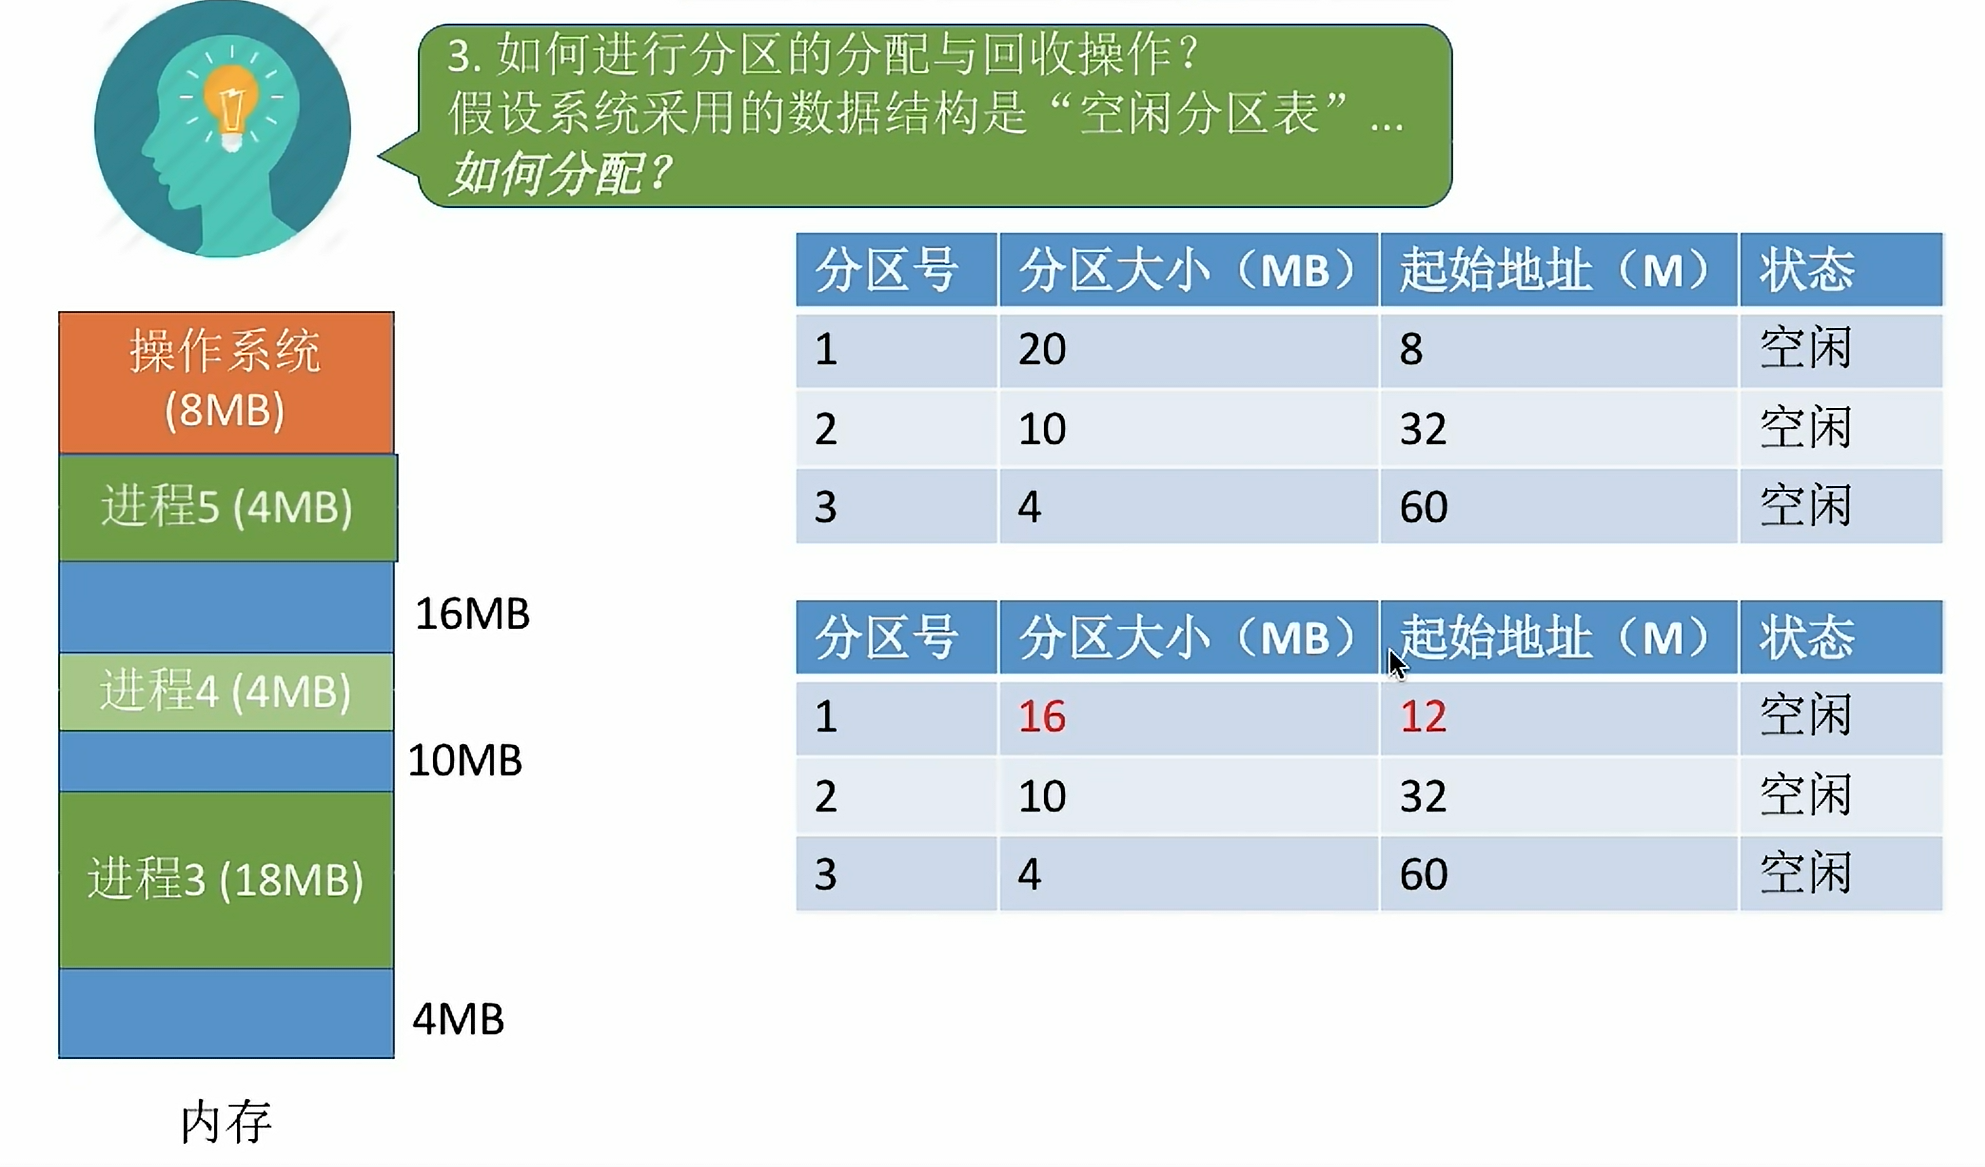 3. 如何进行分区的分配与回收操作？
假设系统采用的数据结构是“空闲分区表”...
如何分配？
操作系统
(8MB)
进程5 (4MB)
16MB
进程4 (4MB)
10MB
进程3 (18MB)
4MB
内存
分区号 分区大小（MB） 起始地址（M） 状态
1 20 8 空闲
2 10 32 空闲
3 4 60 空闲
分区号 分区大小（MB） 起始地址（M） 状态
1 16 12 空闲
2 10 32 空闲
3 4 60 空闲